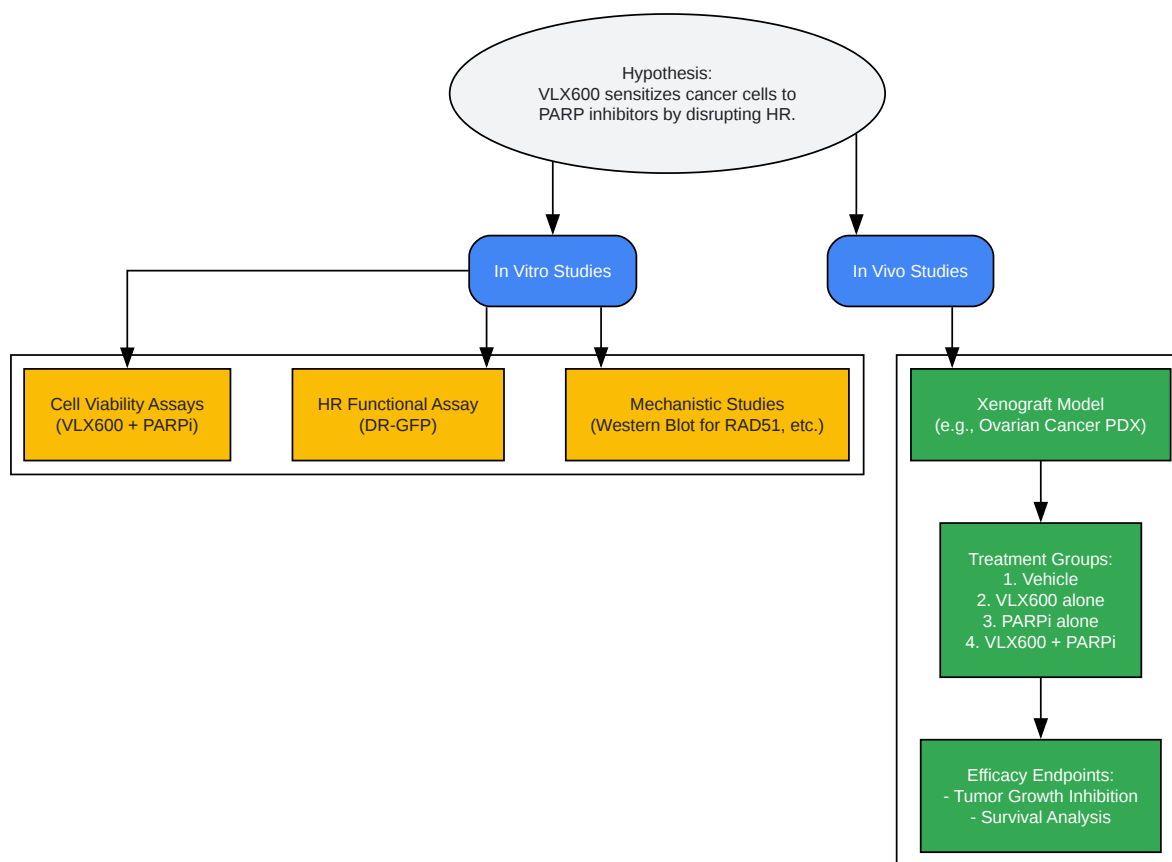 Hypothesis:
VLX600 sensitizes cancer cells to
PARP inhibitors by disrupting HR.
In Vitro Studies
In Vivo Studies
Cell Viability Assays
(VLX600 + PARPi)
HR Functional Assay
(DR-GFP)
Mechanistic Studies
(Western Blot for RAD51, etc.)
Xenograft Model
(e.g., Ovarian Cancer PDX)
Treatment Groups:
1. Vehicle
2. VLX600 alone
3. PARPi alone
4. VLX600 + PARPi
Efficacy Endpoints:
- Tumor Growth Inhibition
- Survival Analysis